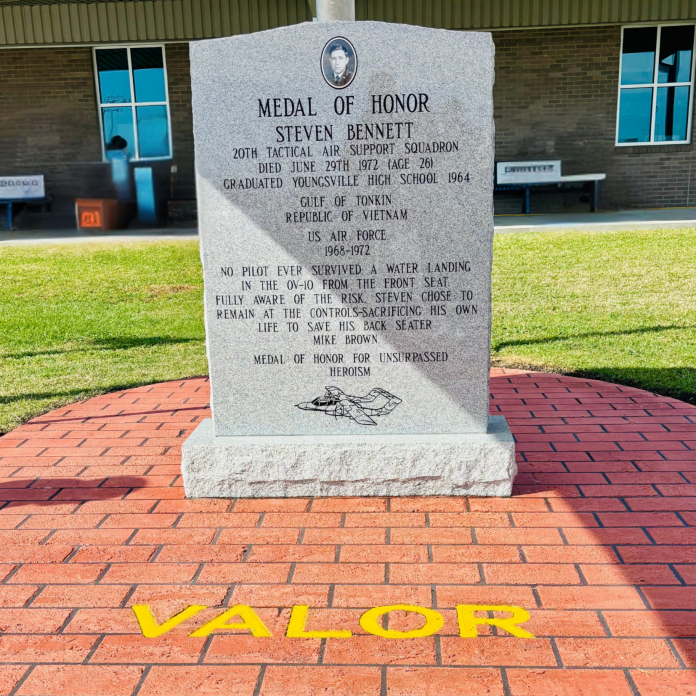 MEDAL OF HONOR
STEVEN BENNETT
20TH TACTICAL AIR SUPPORT SQUADRON
DIED JUNE 29TH 1972 (AGE 26)
GRADUATED YOUNGSVILLE HIGH SCHOOL 1964
GULF OF TONKIN
REPUBLIC OF VIETNAM
US AIR FORCE
1968-1972
NO PILOT EVER SURVIVED A WATER LANDING
IN THE OV-10 FROM THE FRONT SEAT.
FULLY AWARE OF THE RISK, STEVEN CHOSE TO
REMAIN AT THE CONTROLS-SACRIFICING HIS OWN
LIFE TO SAVE HIS BACK SEATER
MIKE BROWN
MEDAL OF HONOR FOR UNSURPASSED
HEROISM
VALOR